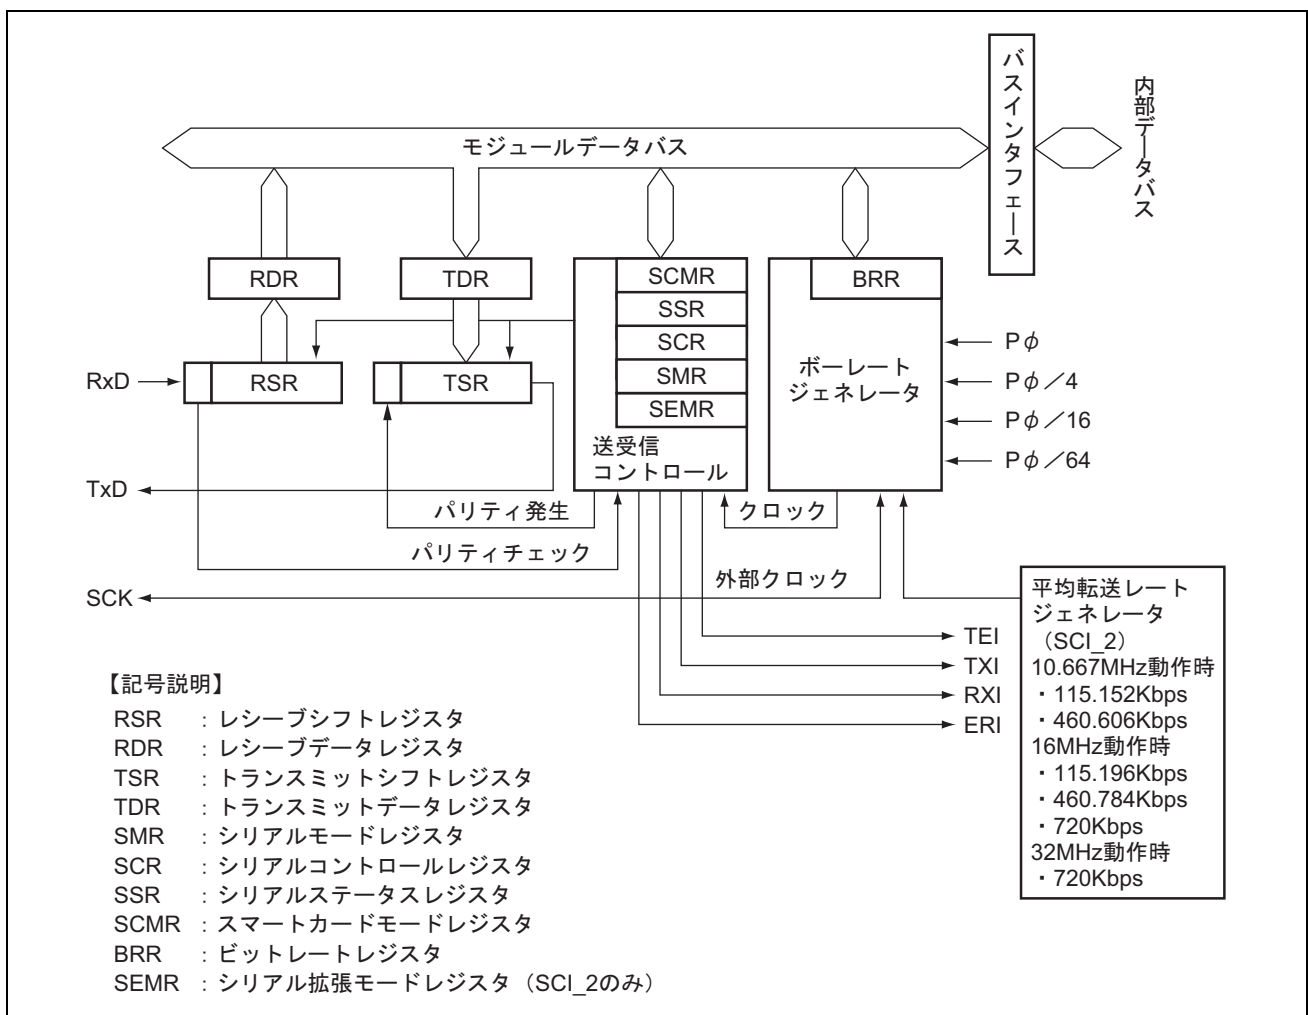 バスインタフェース
内部データバス
モジュールデータバス
RDR
TDR
SCMR
BRR
SSR
SCR
SMR
SEMR
送受信
コントロール
ボーレート
ジェネレータ
Pφ
Pφ／4
Pφ／16
Pφ／64
RxD
RSR
TSR
TxD
パリティ発生
クロック
パリティチェック
外部クロック
SCK
TEI
TXI
RXI
ERI
平均転送レート
ジェネレータ
（SCI_2）
10.667MHz動作時
・115.152Kbps
・460.606Kbps
16MHz動作時
・115.196Kbps
・460.784Kbps
・720Kbps
32MHz動作時
・720Kbps
【記号説明】
RSR ：レシーブシフトレジスタ
RDR ：レシーブデータレジスタ
TSR ：トランスミットシフトレジスタ
TDR ：トランスミットデータレジスタ
SMR ：シリアルモードレジスタ
SCR ：シリアルコントロールレジスタ
SSR ：シリアルステータスレジスタ
SCMR ：スマートカードモードレジスタ
BRR ：ビットレートレジスタ
SEMR ：シリアル拡張モードレジスタ（SCI_2のみ）